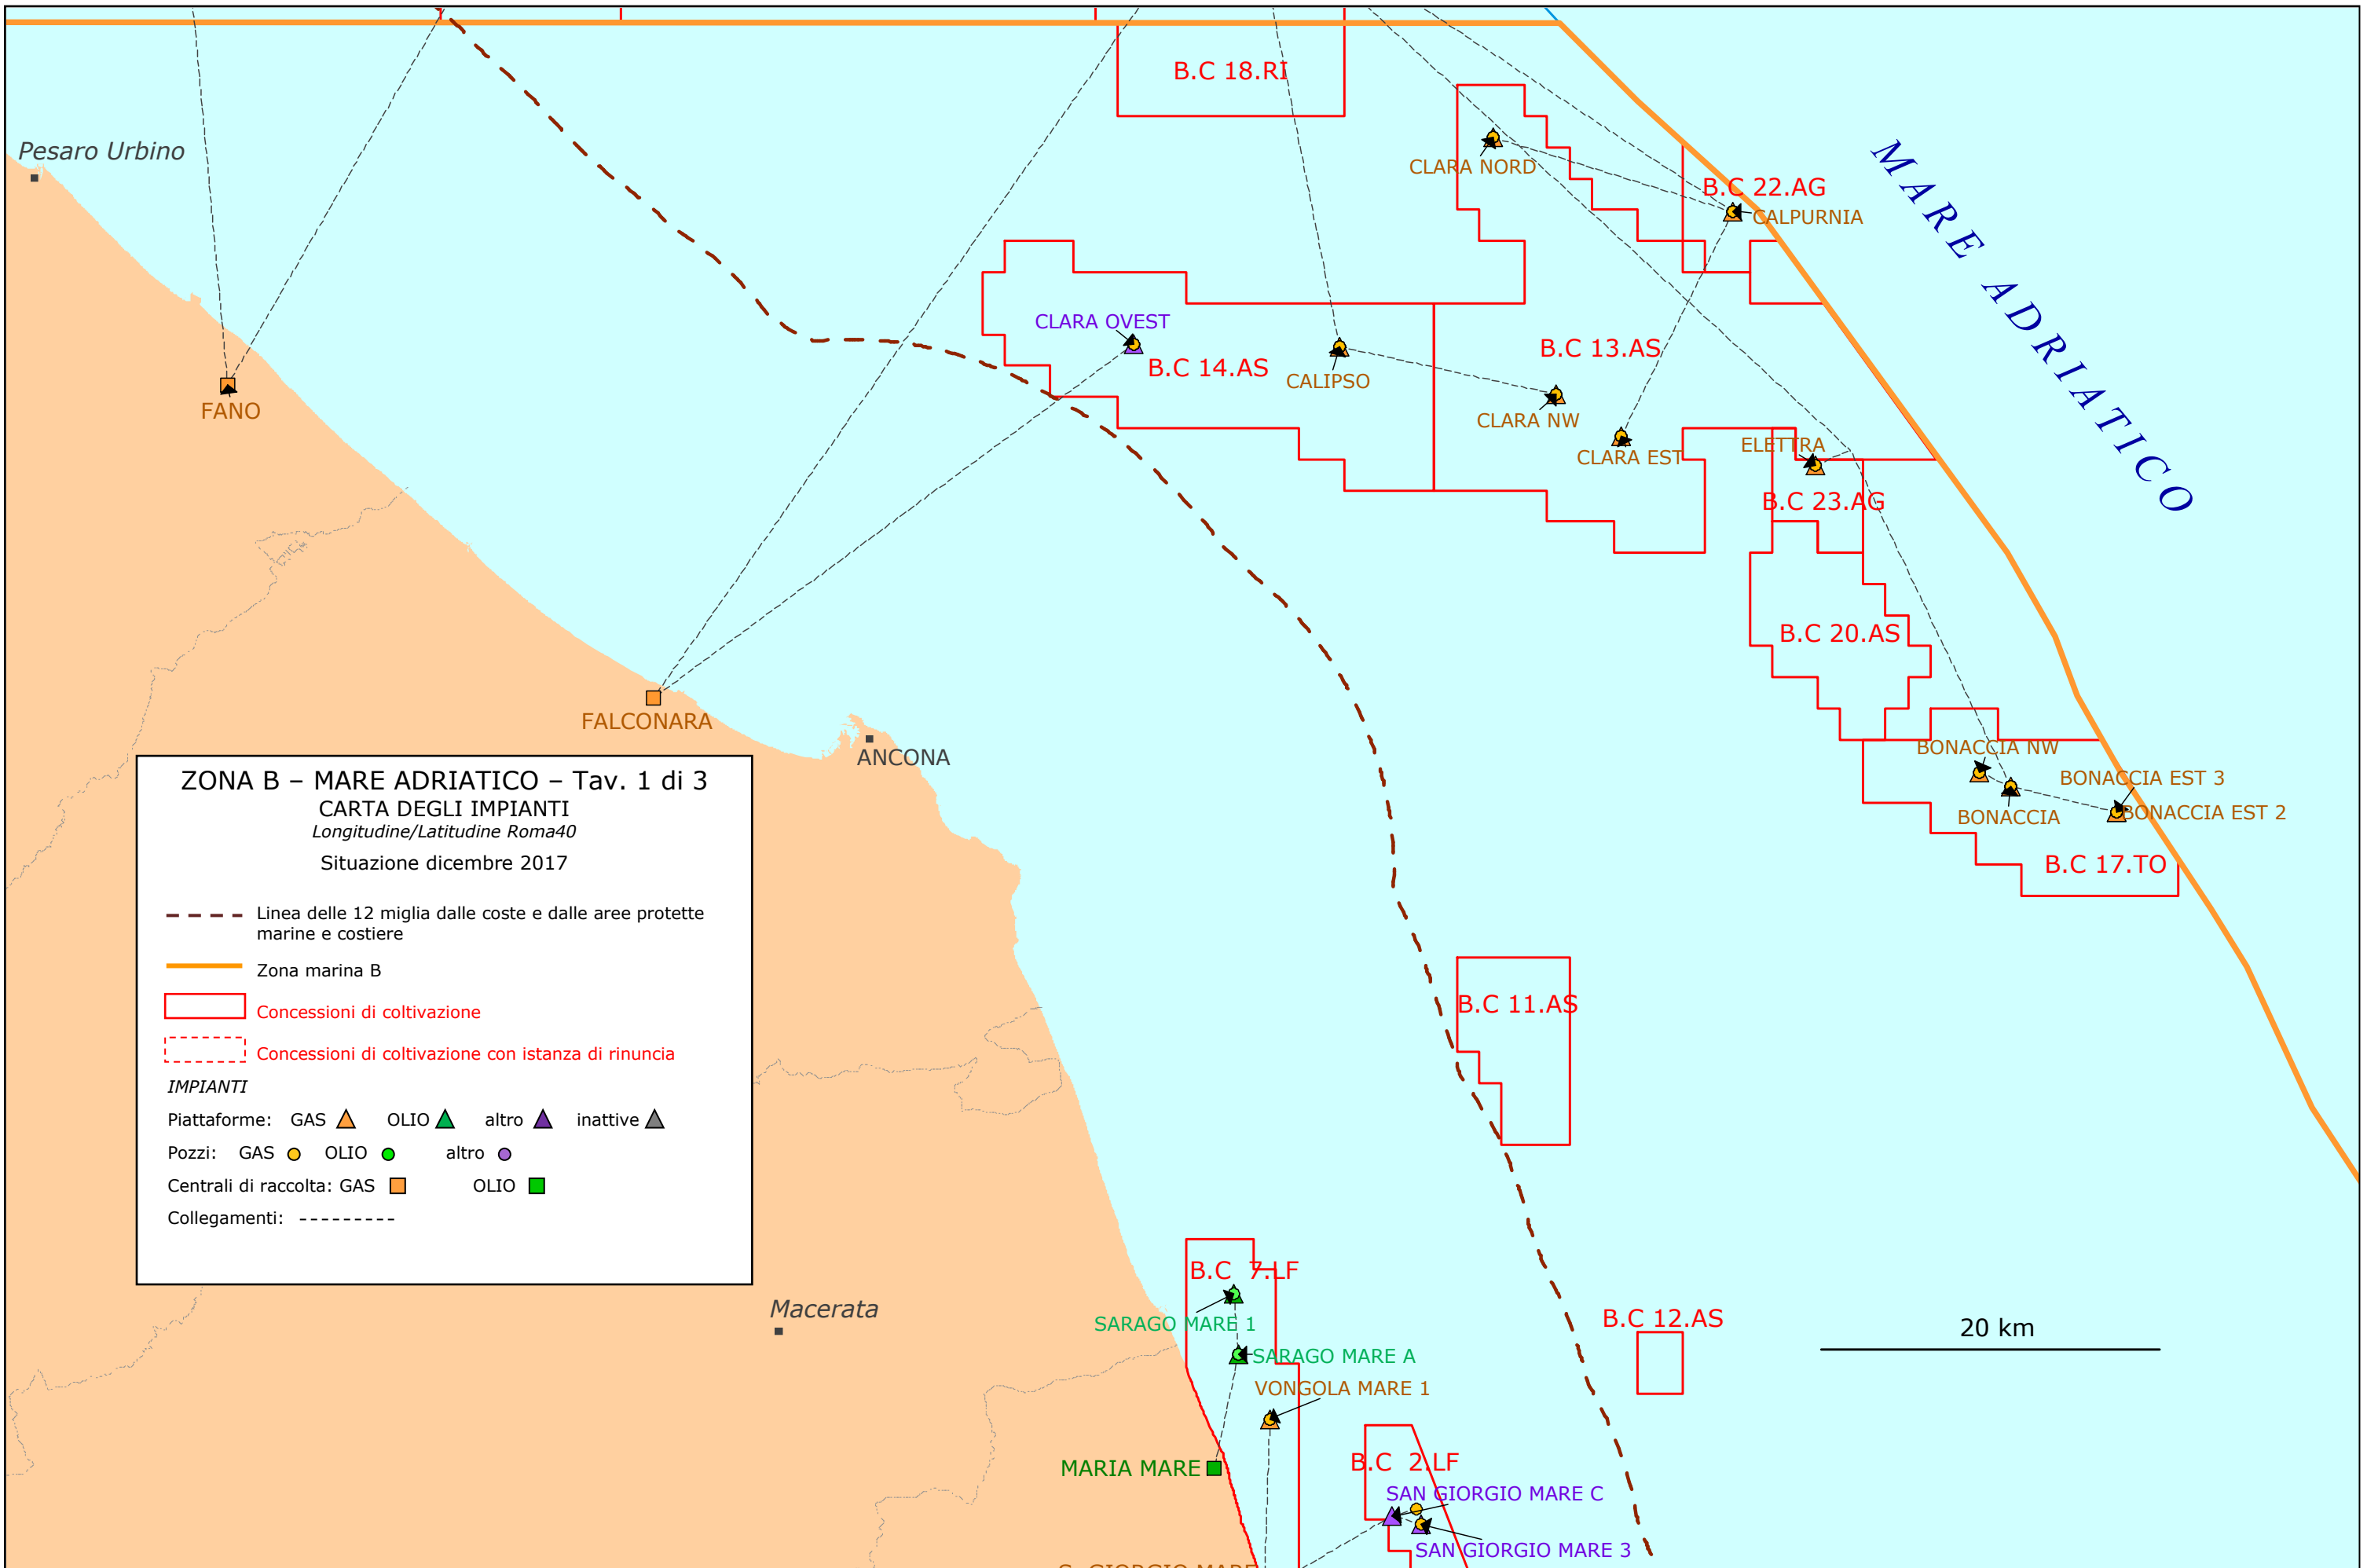 B.C 18.RI
Pesaro Urbino
CLARA NORD
B.C 22.AG
CALPURNIA
MARE ADRIATICO
CLARA OVEST
B.C 14.AS
CALIPSO
B.C 13.AS
CLARA NW
CLARA EST
ELETTRA
B.C 23.AG
FANO
B.C 20.AS
FALCONARA
ANCONA
BONACCIA NW
BONACCIA EST 3
BONACCIA
BONACCIA EST 2
B.C 17.TO
ZONA B – MARE ADRIATICO – Tav. 1 di 3
CARTA DEGLI IMPIANTI
Longitudine/Latitudine Roma40
Situazione dicembre 2017
Linea delle 12 miglia dalle coste e dalle aree protette
marine e costiere
Zona marina B
Concessioni di coltivazione
Concessioni di coltivazione con istanza di rinuncia
IMPIANTI
Piattaforme: GAS OLIO altro inattive
Pozzi: GAS OLIO altro
Centrali di raccolta: GAS OLIO
Collegamenti:
B.C 11.AS
B.C 7.LF
Macerata
SARAGO MARE 1
B.C 12.AS
20 km
SARAGO MARE A
VONGOLA MARE 1
MARIA MARE
B.C 2.LF
SAN GIORGIO MARE C
SAN GIORGIO MARE 3
S. GIORGIO MARE